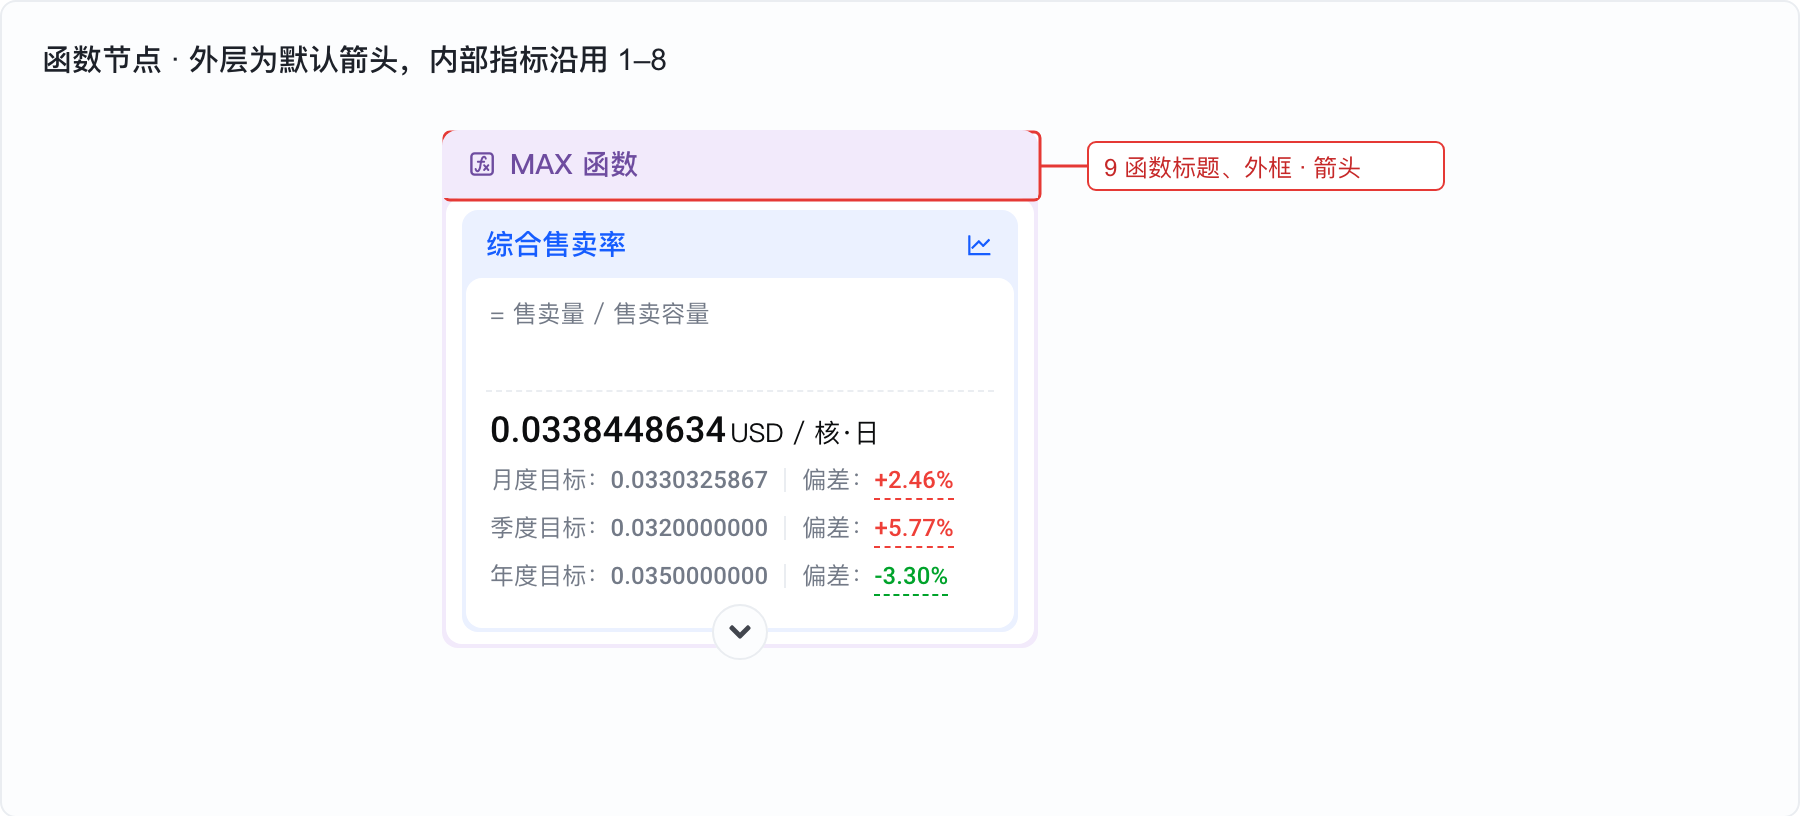 函数节点 · 外层为默认箭头，内部指标沿用 1–8
MAX 函数
9 函数标题、外框 · 箭头
综合售卖率
= 售卖量 / 售卖容量
0.0338448634 USD / 核·日
月度目标：0.0330325867 | 偏差：+2.46%
季度目标：0.0320000000 | 偏差：+5.77%
年度目标：0.0350000000 | 偏差：-3.30%